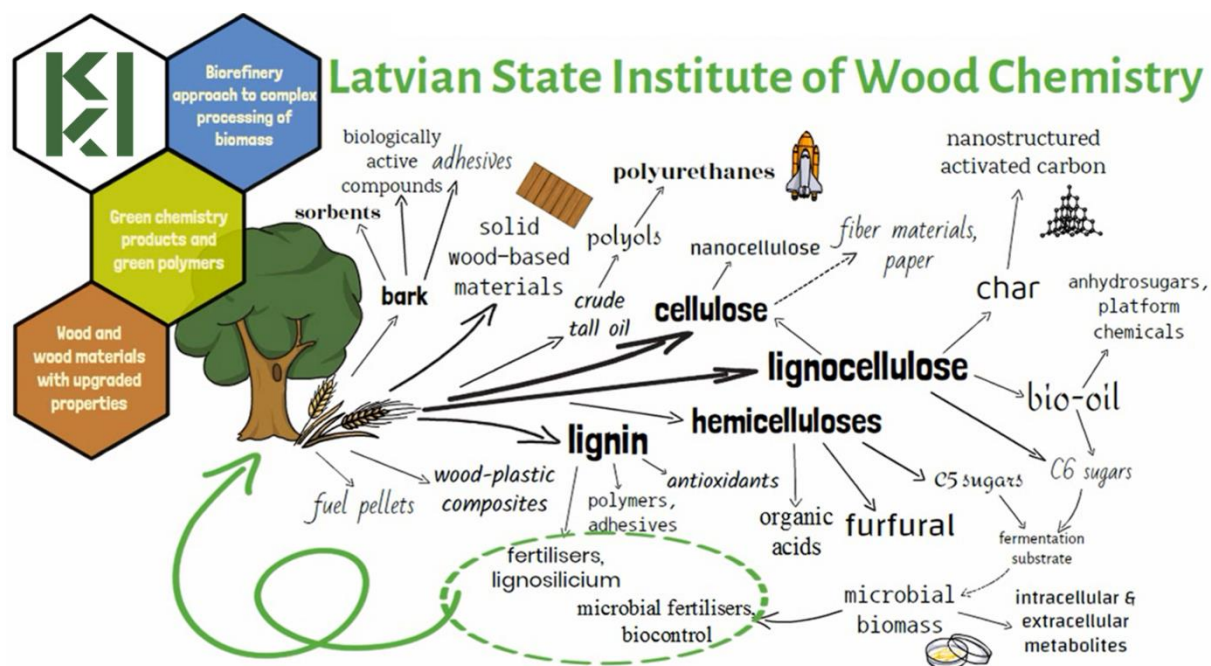 Latvian State Institute of Wood Chemistry
KI
Biorefinery
approach to complex
processing of
biomass
Green chemistry
products and
green polymers
Wood and
wood materials
with upgraded
properties
biologically
active
compounds
adhesives
sorbents
bark
solid
wood-based
materials
polyurethanes
polyols
crude
tall oil
nanocellulose
cellulose
fiber materials,
paper
nanostructured
activated carbon
char
anhydrosugars,
platform
chemicals
lignocellulose
bio-oil
hemicelluloses
lignin
fuel pellets
wood-plastic
composites
polymers,
adhesives
antioxidants
organic
acids
furfural
C5 sugars
C6 sugars
fermentation
substrate
fertilisers,
lignosilicium
microbial fertilisers,
biocontrol
microbial
biomass
intracellular &
extracellular
metabolites